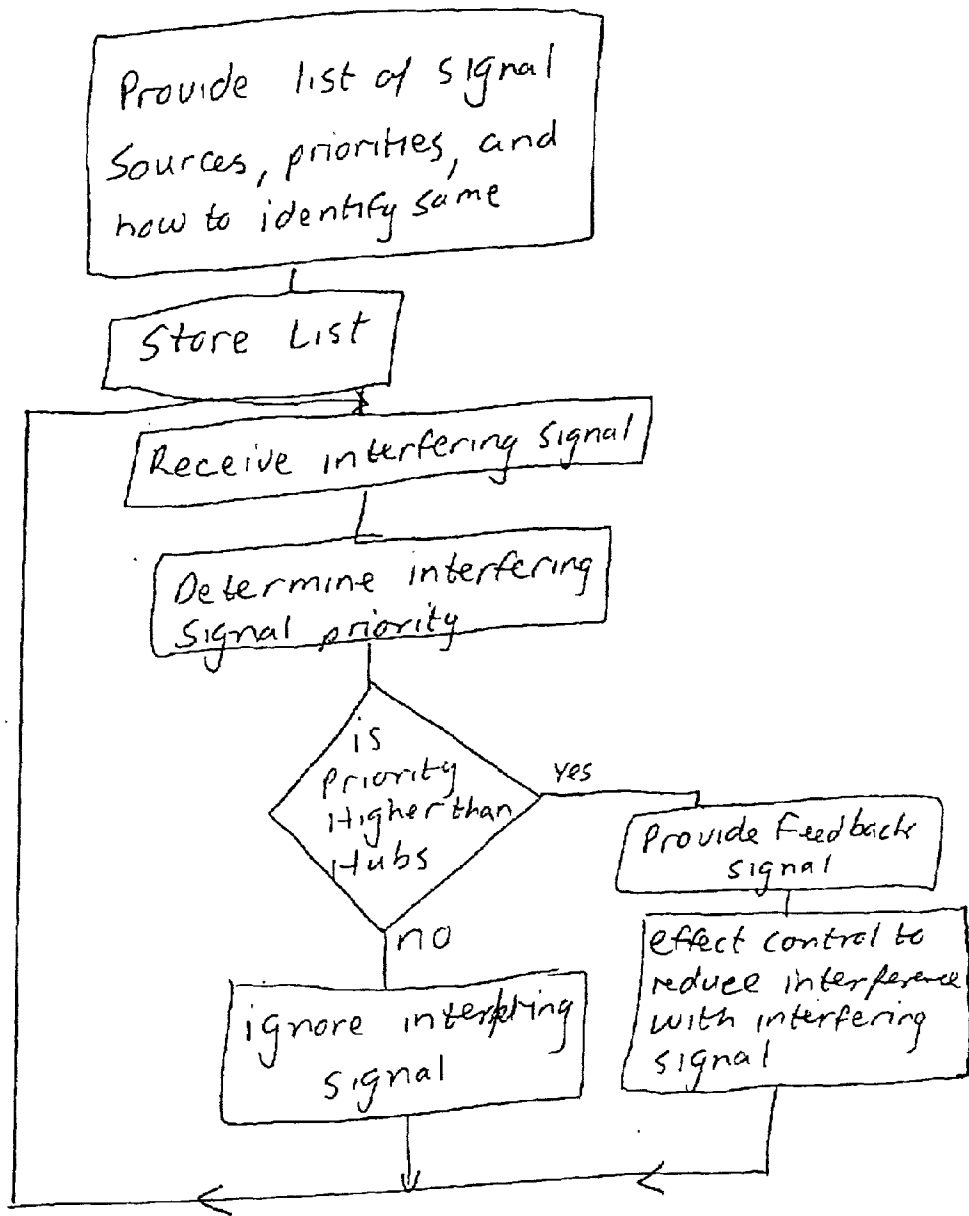 Provide list of signal
Sources, priorities, and
how to identify same
Store List
Receive interfering signal
Determine interfering
signal priority
is
Priority
Higher than
Hubs
yes
Provide Feedback
signal
no
effect control to
reduce interference
with interfering
signal
ignore interfering
signal